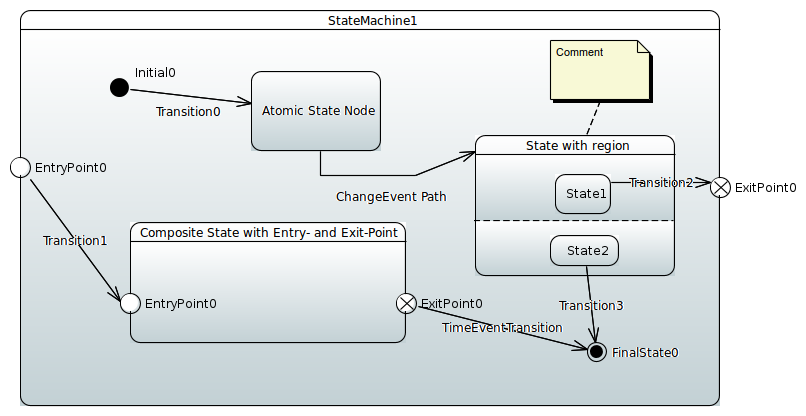 StateMachine1
Comment
Initial0
Transition0
Atomic State Node
State with region
EntryPoint0
State1
Transition2
ExitPoint0
ChangeEvent Path
Composite State with Entry- and Exit-Point
Transition1
State2
EntryPoint0
ExitPoint0
Transition3
TimeEventTransition
FinalState0